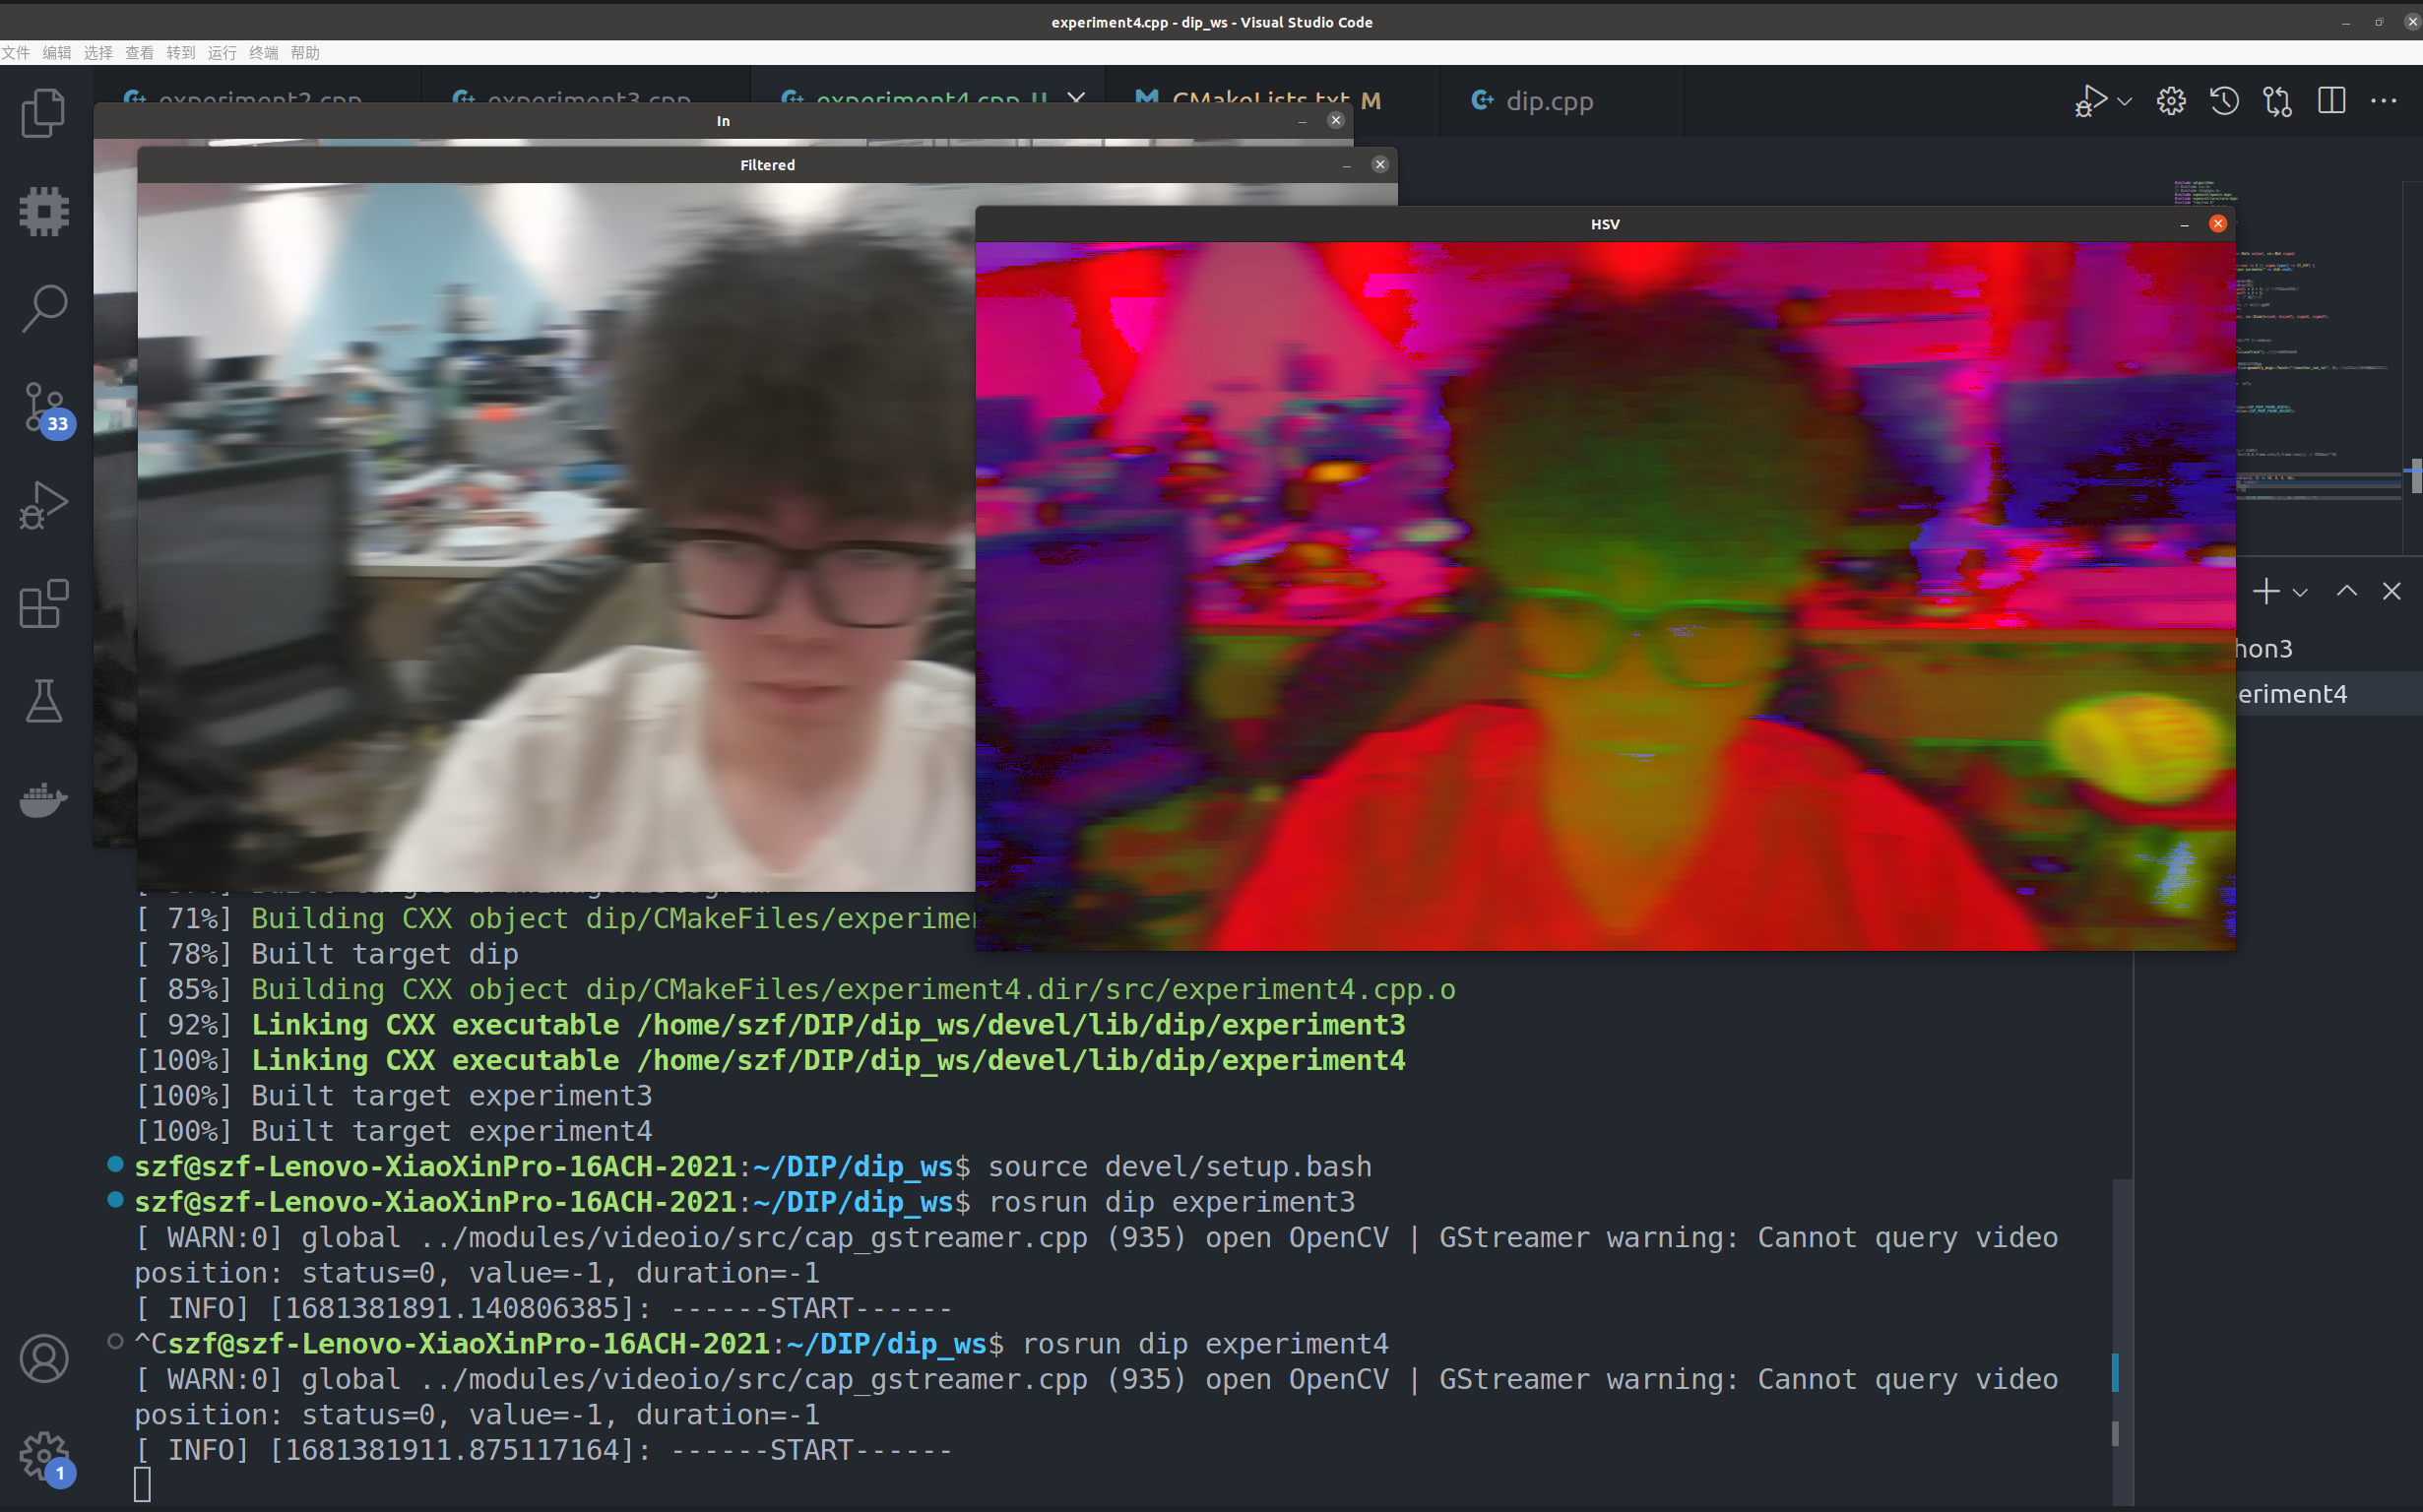 experiment4.cpp - dip_ws - Visual Studio Code
文件 编辑 选择 查看 转到 运行 终端 帮助
experiment2.cpp experiment3.cpp experiment4.cpp U CMakeLists.txt M dip.cpp
In
Filtered
HSV
33
hon3
eriment4
[ 71%] Building CXX object dip/CMakeFiles/experimen
[ 78%] Built target dip
[ 85%] Building CXX object dip/CMakeFiles/experiment4.dir/src/experiment4.cpp.o
[ 92%] Linking CXX executable /home/szf/DIP/dip_ws/devel/lib/dip/experiment3
[100%] Linking CXX executable /home/szf/DIP/dip_ws/devel/lib/dip/experiment4
[100%] Built target experiment3
[100%] Built target experiment4
szf@szf-Lenovo-XiaoXinPro-16ACH-2021:~/DIP/dip_ws$ source devel/setup.bash
szf@szf-Lenovo-XiaoXinPro-16ACH-2021:~/DIP/dip_ws$ rosrun dip experiment3
[ WARN:0] global ../modules/videoio/src/cap_gstreamer.cpp (935) open OpenCV | GStreamer warning: Cannot query video
position: status=0, value=-1, duration=-1
[ INFO] [1681381891.140806385]: ------START------
^Cszf@szf-Lenovo-XiaoXinPro-16ACH-2021:~/DIP/dip_ws$ rosrun dip experiment4
[ WARN:0] global ../modules/videoio/src/cap_gstreamer.cpp (935) open OpenCV | GStreamer warning: Cannot query video
position: status=0, value=-1, duration=-1
[ INFO] [1681381911.875117164]: ------START------
1